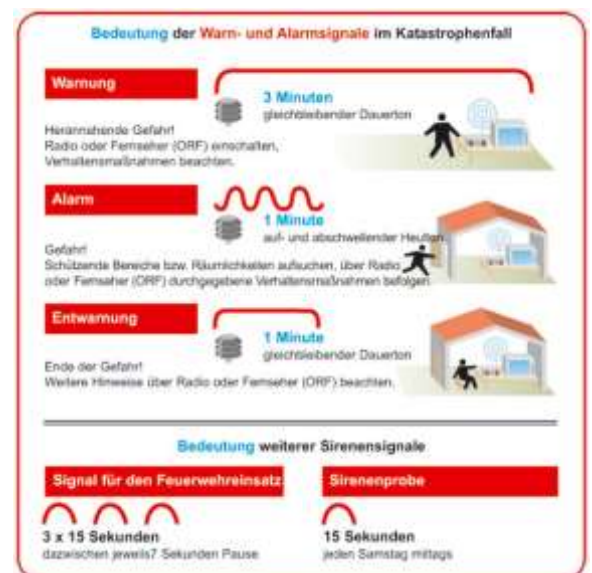 Bedeutung der Warn- und Alarmsignale im Katastrophenfall
Warnung
3 Minuten
gleichbleibender Dauerton
Herannahende Gefahr!
Radio oder Fernseher (ORF) einschalten,
Verhaltensmaßnahmen beachten.
Alarm
1 Minute
auf- und abschwellender Heulton
Gefahr!
Schützende Bereiche bzw. Räumlichkeiten aufsuchen, über Radio
oder Fernseher (ORF) durchgegebene Verhaltensmaßnahmen befolgen.
Entwarnung
1 Minute
gleichbleibender Dauerton
Ende der Gefahr!
Weitere Hinweise über Radio oder Fernseher (ORF) beachten.
Bedeutung weiterer Sirenensignale
Signal für den Feuerwehreinsatz
3 x 15 Sekunden
dazwischen jeweils7 Sekunden Pause
Sirenenprobe
15 Sekunden
jeden Samstag mittags